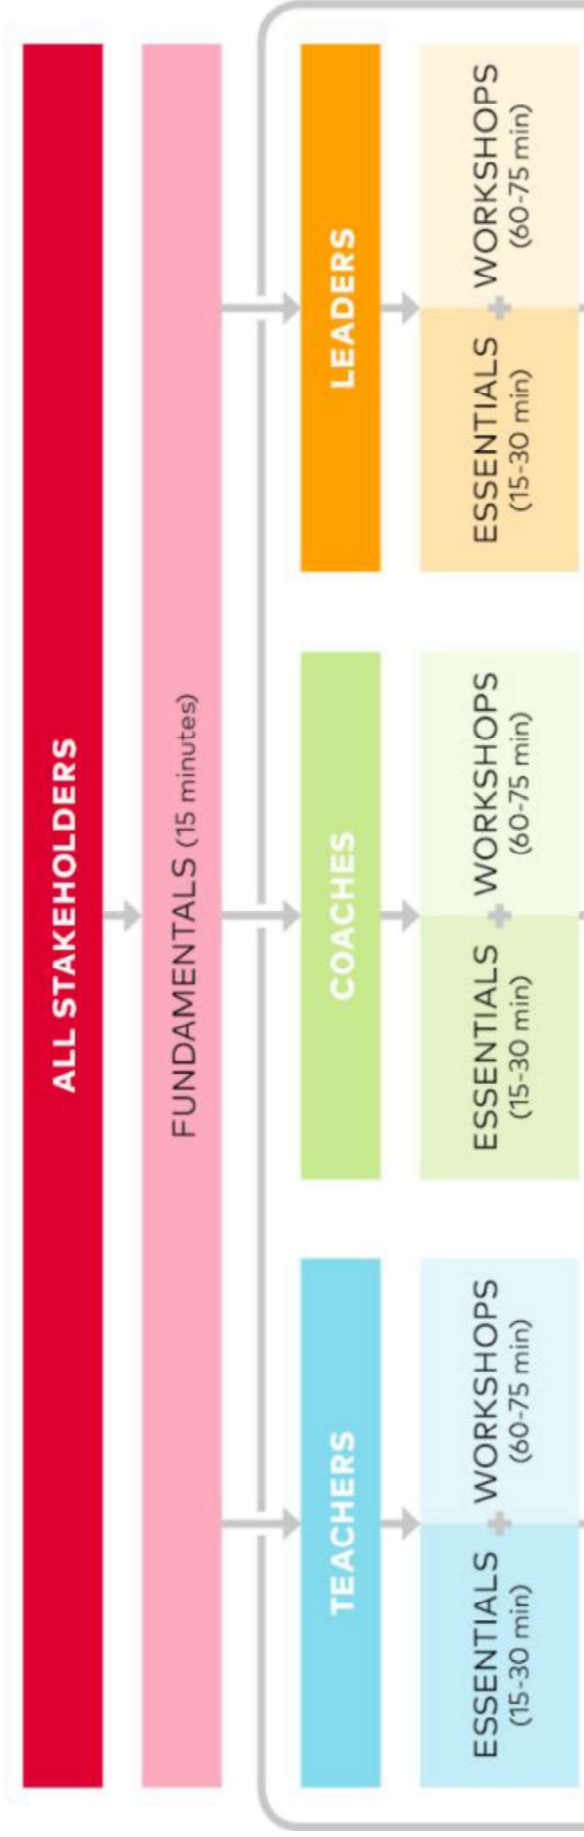 ALL STAKEHOLDERS
FUNDAMENTALS (15 minutes)
TEACHERS
ESSENTIALS
(15-30 min)
WORKSHOPS
(60-75 min)
COACHES
ESSENTIALS
(15-30 min)
WORKSHOPS
(60-75 min)
LEADERS
ESSENTIALS
(15-30 min)
WORKSHOPS
(60-75 min)